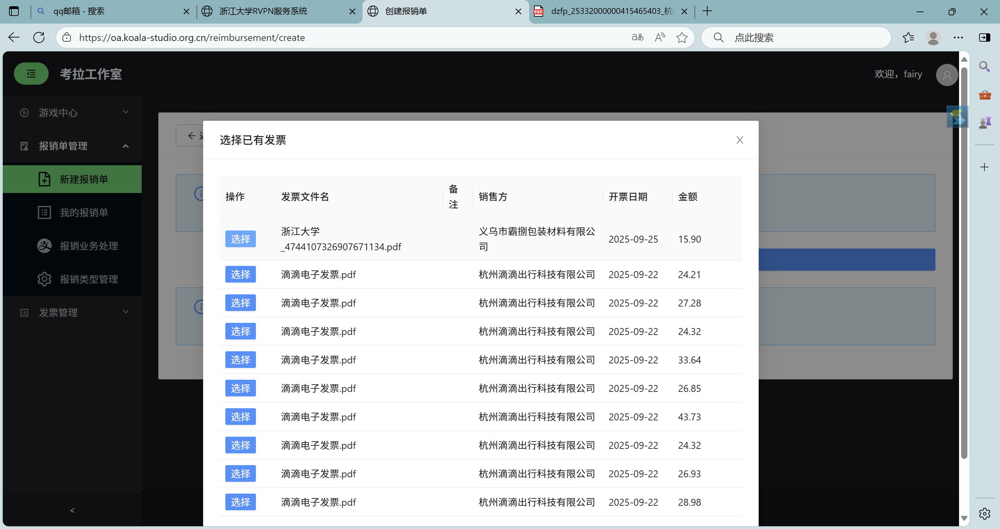 qq邮箱 - 搜索
浙江大学RVPN服务系统
创建报销单
dzfp_25332000000415465403_杭
https://oa.koala-studio.org.cn/reimbursement/create
点此搜索
考拉工作室
欢迎，fairy
游戏中心
报销单管理
新建报销单
我的报销单
报销业务处理
报销类型管理
发票管理
<
选择已有发票
操作 发票文件名 备注 销售方 开票日期 金额
选择 浙江大学_4744107326907671134.pdf 义乌市霸捌包装材料有限公司 2025-09-25 15.90
选择 滴滴电子发票.pdf 杭州滴滴出行科技有限公司 2025-09-22 24.21
选择 滴滴电子发票.pdf 杭州滴滴出行科技有限公司 2025-09-22 27.28
选择 滴滴电子发票.pdf 杭州滴滴出行科技有限公司 2025-09-22 24.32
选择 滴滴电子发票.pdf 杭州滴滴出行科技有限公司 2025-09-22 33.64
选择 滴滴电子发票.pdf 杭州滴滴出行科技有限公司 2025-09-22 26.85
选择 滴滴电子发票.pdf 杭州滴滴出行科技有限公司 2025-09-22 43.73
选择 滴滴电子发票.pdf 杭州滴滴出行科技有限公司 2025-09-22 24.32
选择 滴滴电子发票.pdf 杭州滴滴出行科技有限公司 2025-09-22 26.93
选择 滴滴电子发票.pdf 杭州滴滴出行科技有限公司 2025-09-22 28.98